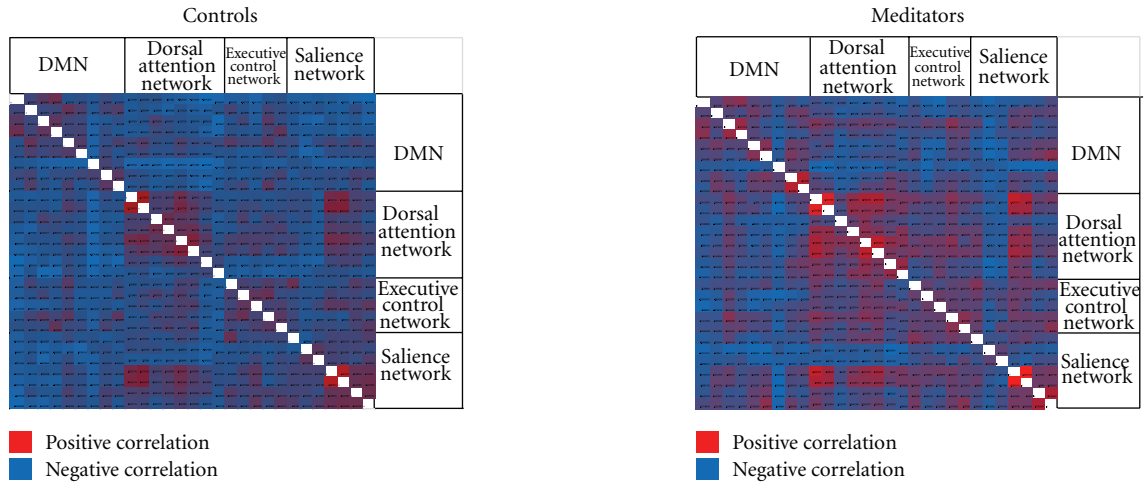 Controls
DMN
Dorsal
attention
network
Executive
control
network
Salience
network
DMN
Dorsal
attention
network
Executive
control
network
Salience
network
Positive correlation
Negative correlation
Meditators
DMN
Dorsal
attention
network
Executive
control
network
Salience
network
DMN
Dorsal
attention
network
Executive
control
network
Salience
network
Positive correlation
Negative correlation